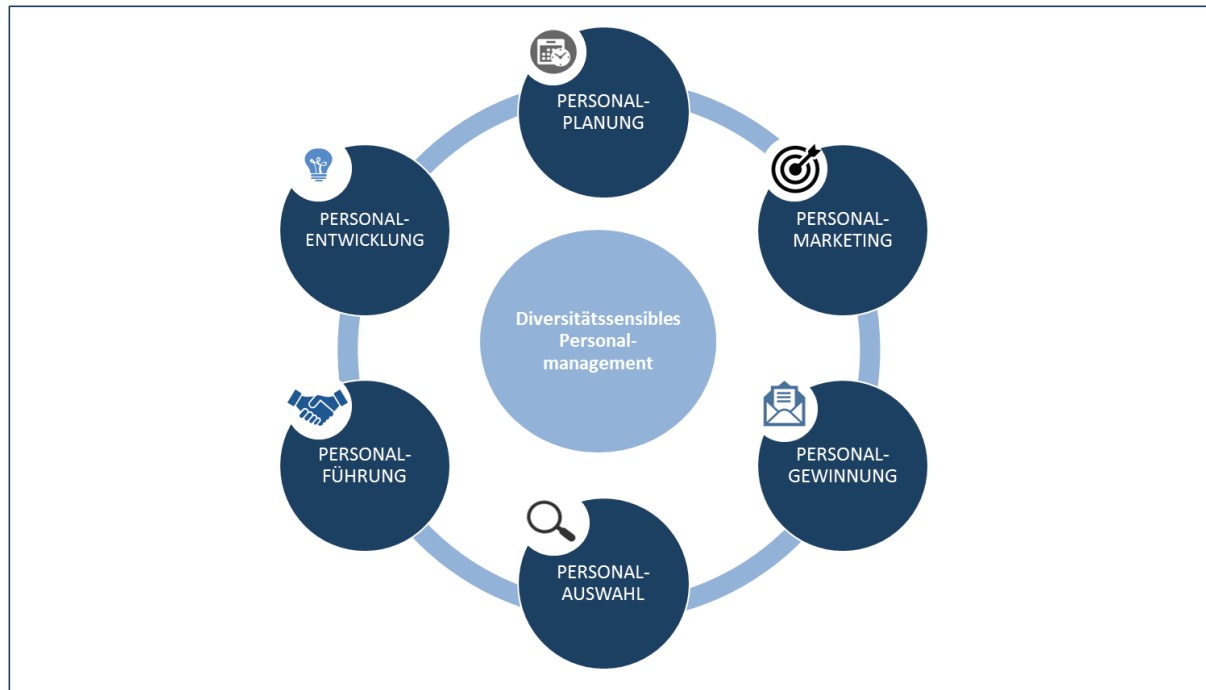 PERSONAL-
PLANUNG
PERSONAL-
MARKETING
PERSONAL-
GEWINNUNG
PERSONAL-
AUSWAHL
PERSONAL-
FÜHRUNG
PERSONAL-
ENTWICKLUNG
Diversitätssensibles
Personal-
management